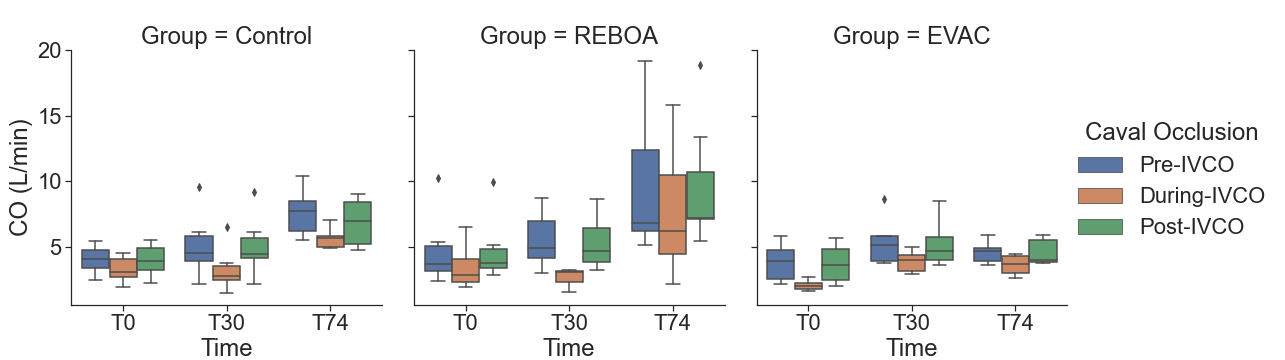 Group = Control
Group = REBOA
Group = EVAC
CO (L/min)
20
15
10
5
T0 T30 T74
Time
T0 T30 T74
Time
T0 T30 T74
Time
Caval Occlusion
Pre-IVCO
During-IVCO
Post-IVCO